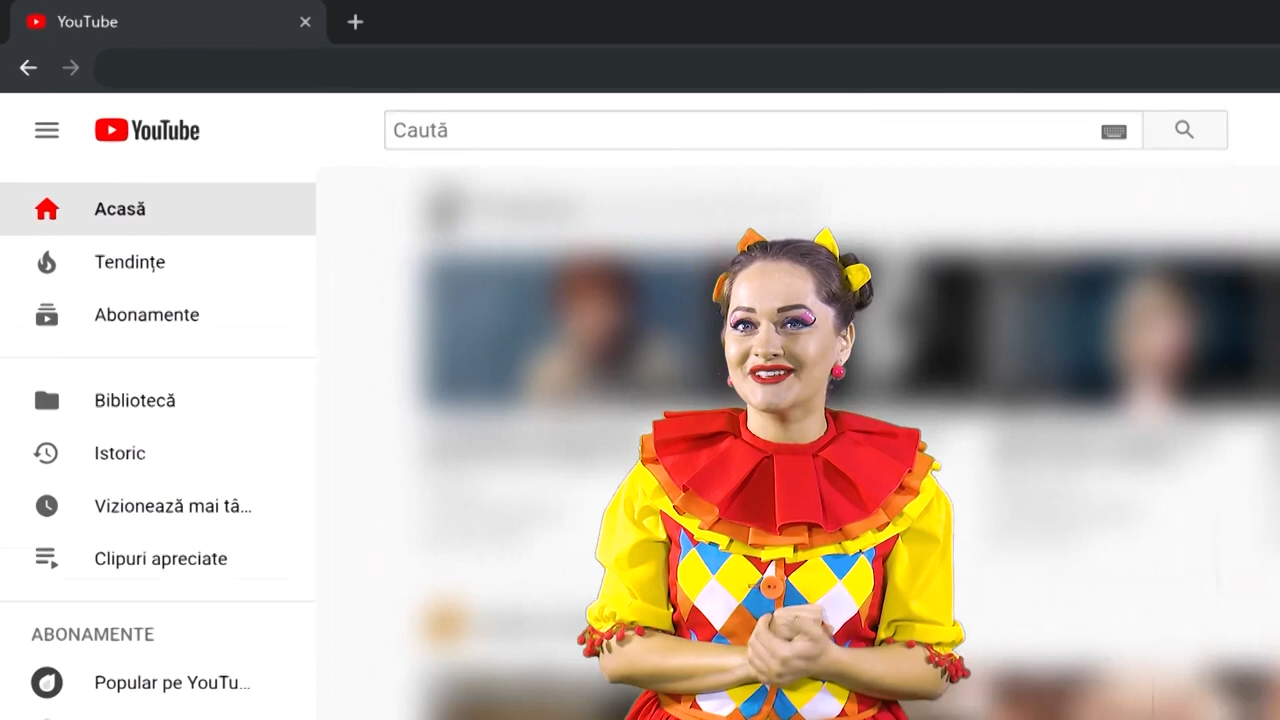 YouTube
YouTube
Caută
Acasă
Tendințe
Abonamente
Bibliotecă
Istoric
Vizionează mai tâ...
Clipuri apreciate
ABONAMENTE
Popular pe YouTu...